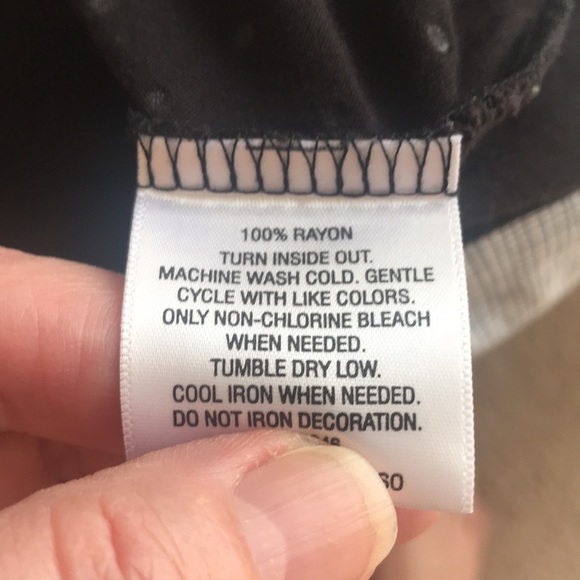 100% RAYON
TURN INSIDE OUT.
MACHINE WASH COLD. GENTLE
CYCLE WITH LIKE COLORS.
ONLY NON-CHLORINE BLEACH
WHEN NEEDED.
TUMBLE DRY LOW.
COOL IRON WHEN NEEDED.
DO NOT IRON DECORATION.